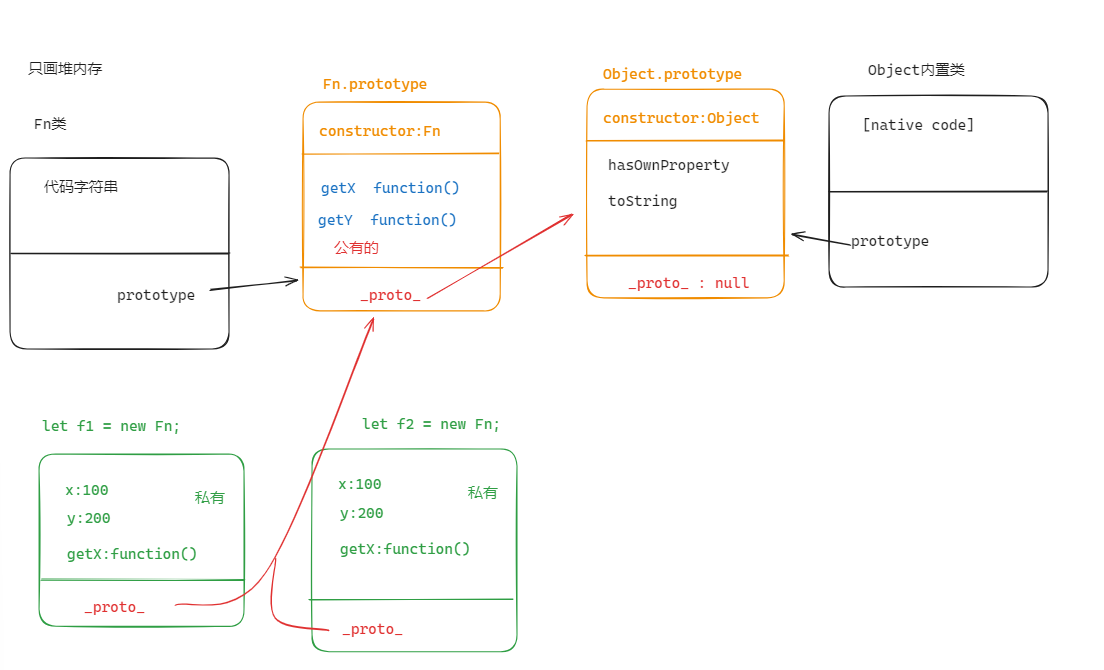 只画堆内存
Fn类
代码字符串
prototype
Fn.prototype
constructor:Fn
getX function()
getY function()
公有的
_proto_
Object.prototype
constructor:Object
hasOwnProperty
toString
_proto_ : null
Object内置类
[native code]
prototype
let f1 = new Fn;
x:100
私有
y:200
getX:function()
_proto_
let f2 = new Fn;
x:100
私有
y:200
getX:function()
_proto_